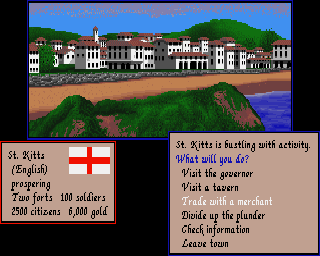 St. Kitts
(English)
prospering
Two forts 100 soldiers
2500 citizens 6,000 gold
St. Kitts is bustling with activity.
What will you do?
Visit the governor
Visit a tavern
Trade with a merchant
Divide up the plunder
Check information
Leave town